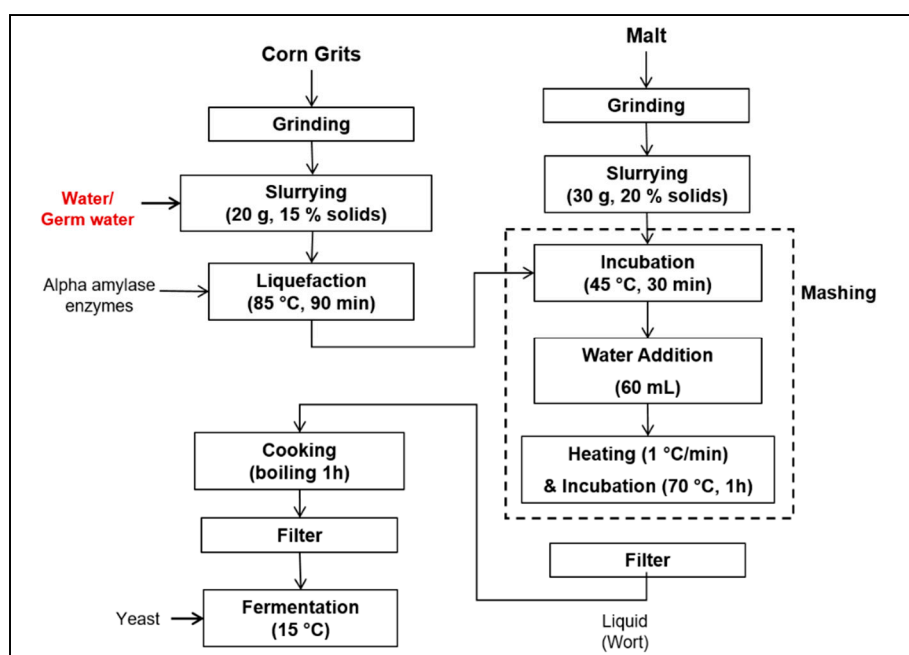 Corn Grits
Grinding
Water/
Germ water
Slurrying
(20 g, 15 % solids)
Alpha amylase
enzymes
Liquefaction
(85 °C, 90 min)
Malt
Grinding
Slurrying
(30 g, 20 % solids)
Incubation
(45 °C, 30 min)
Mashing
Water Addition
(60 mL)
Heating (1 °C/min)
& Incubation (70 °C, 1h)
Filter
Liquid
(Wort)
Cooking
(boiling 1h)
Filter
Yeast
Fermentation
(15 °C)